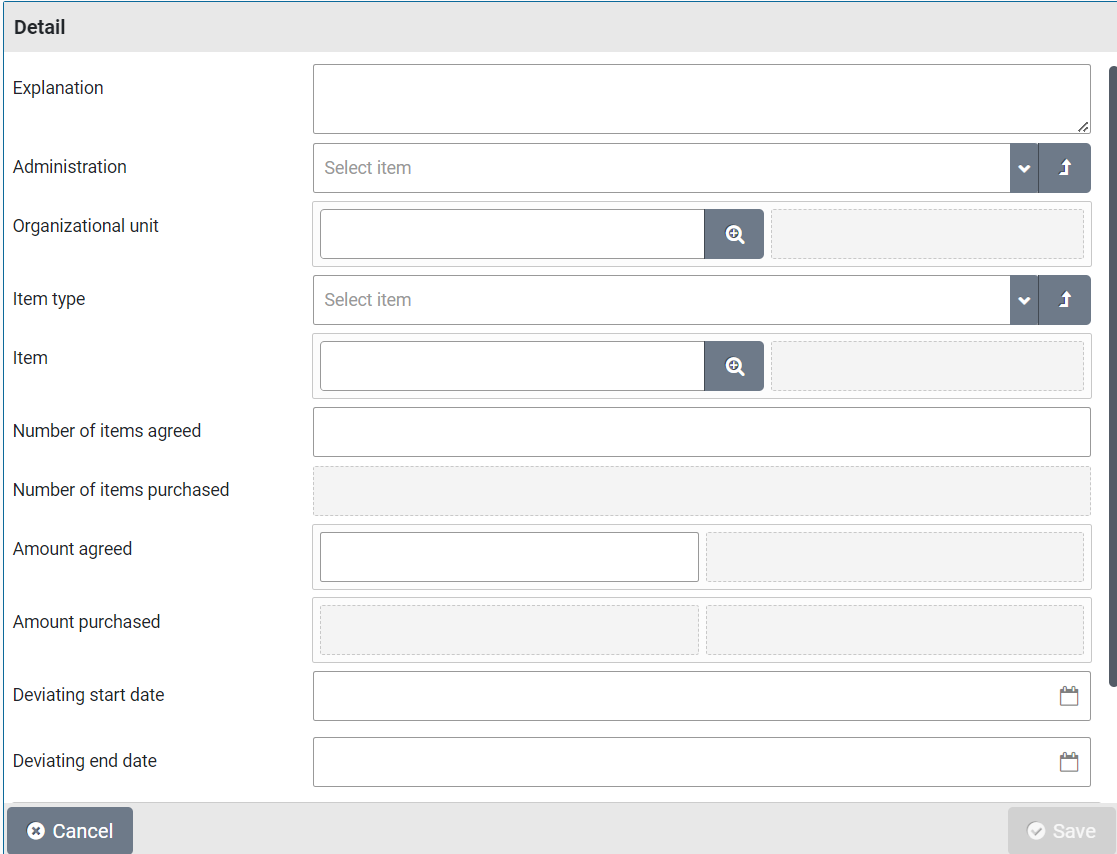 Detail
Explanation
Administration
Select item
Organizational unit
Item type
Select item
Item
Number of items agreed
Number of items purchased
Amount agreed
Amount purchased
Deviating start date
Deviating end date
Cancel
Save